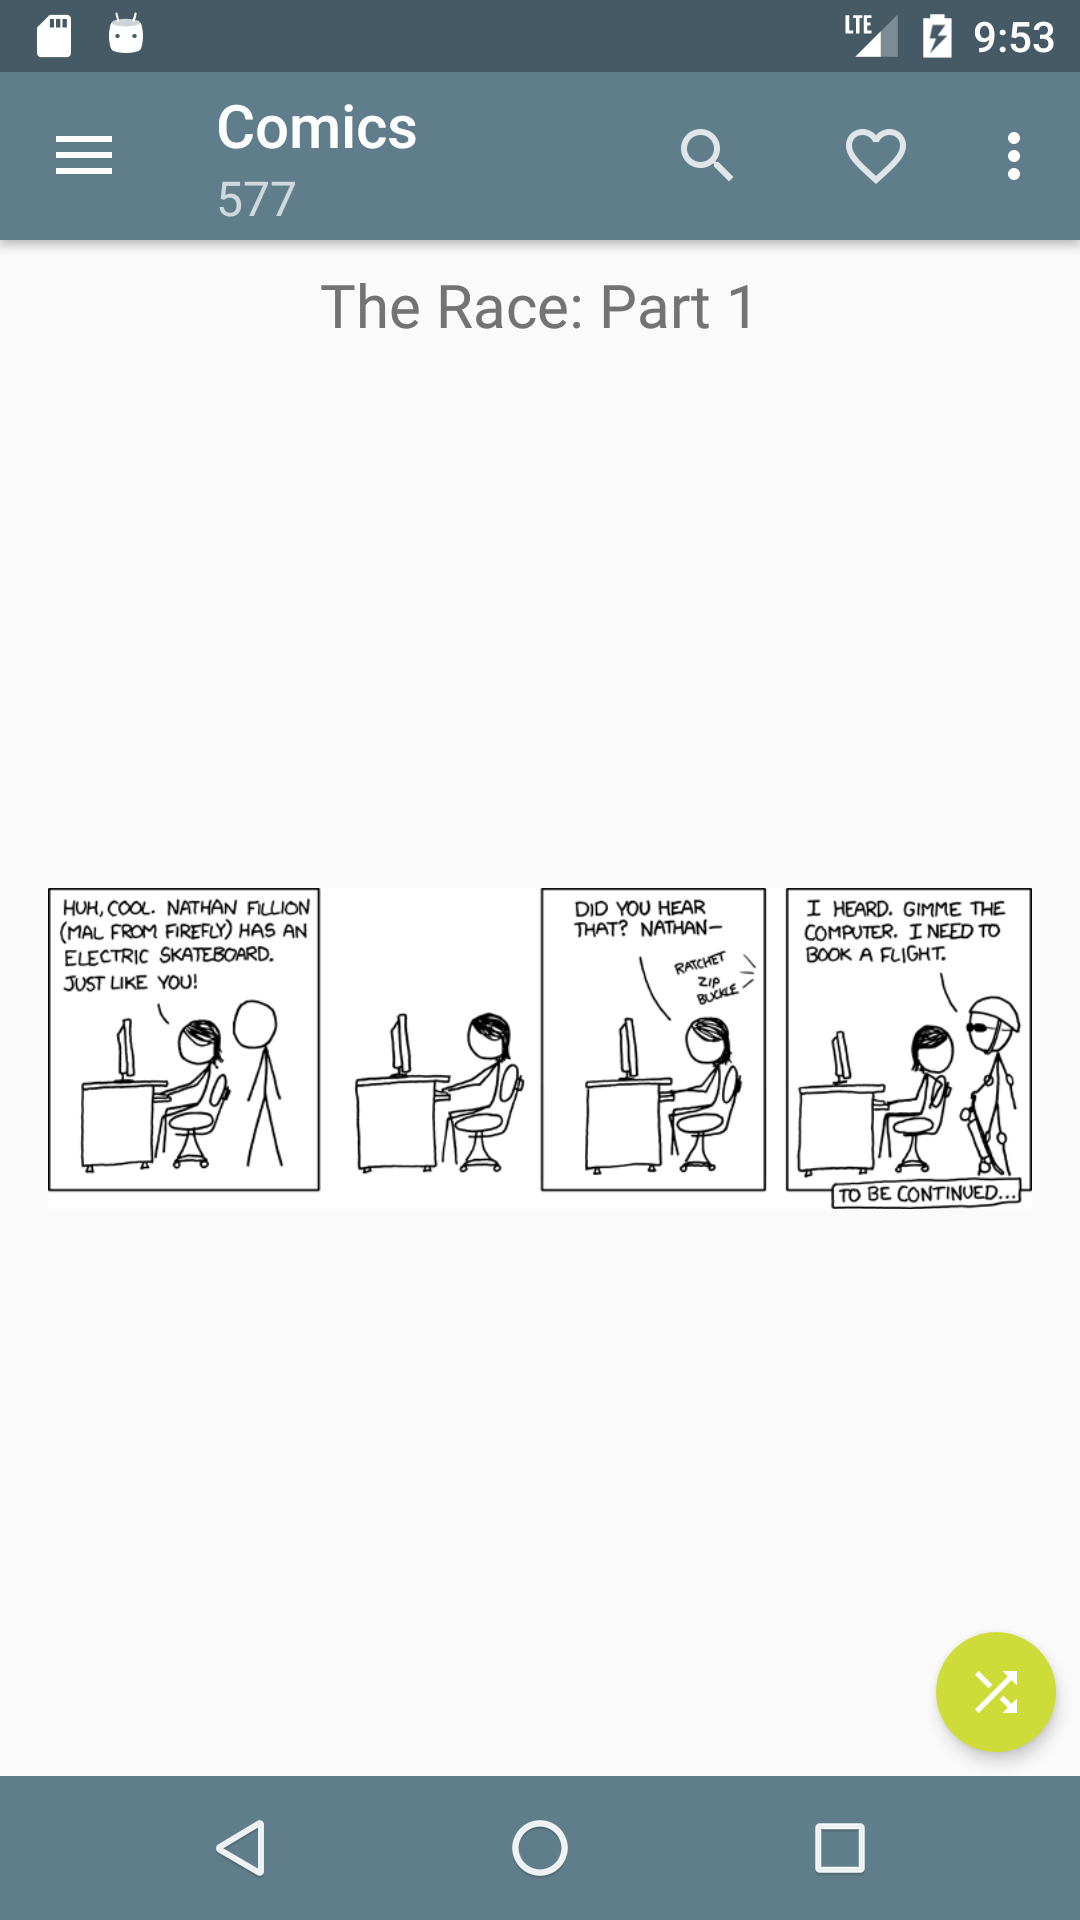 LTE 9:53
Comics
577
The Race: Part 1
HUH, COOL. NATHAN FILLION
(MAL FROM FIREFLY) HAS AN
ELECTRIC SKATEBOARD.
JUST LIKE YOU!
DID YOU HEAR
THAT? NATHAN—
RATCHET
ZIP
BUCKLE
I HEARD. GIMME THE
COMPUTER. I NEED TO
BOOK A FLIGHT.
TO BE CONTINUED...